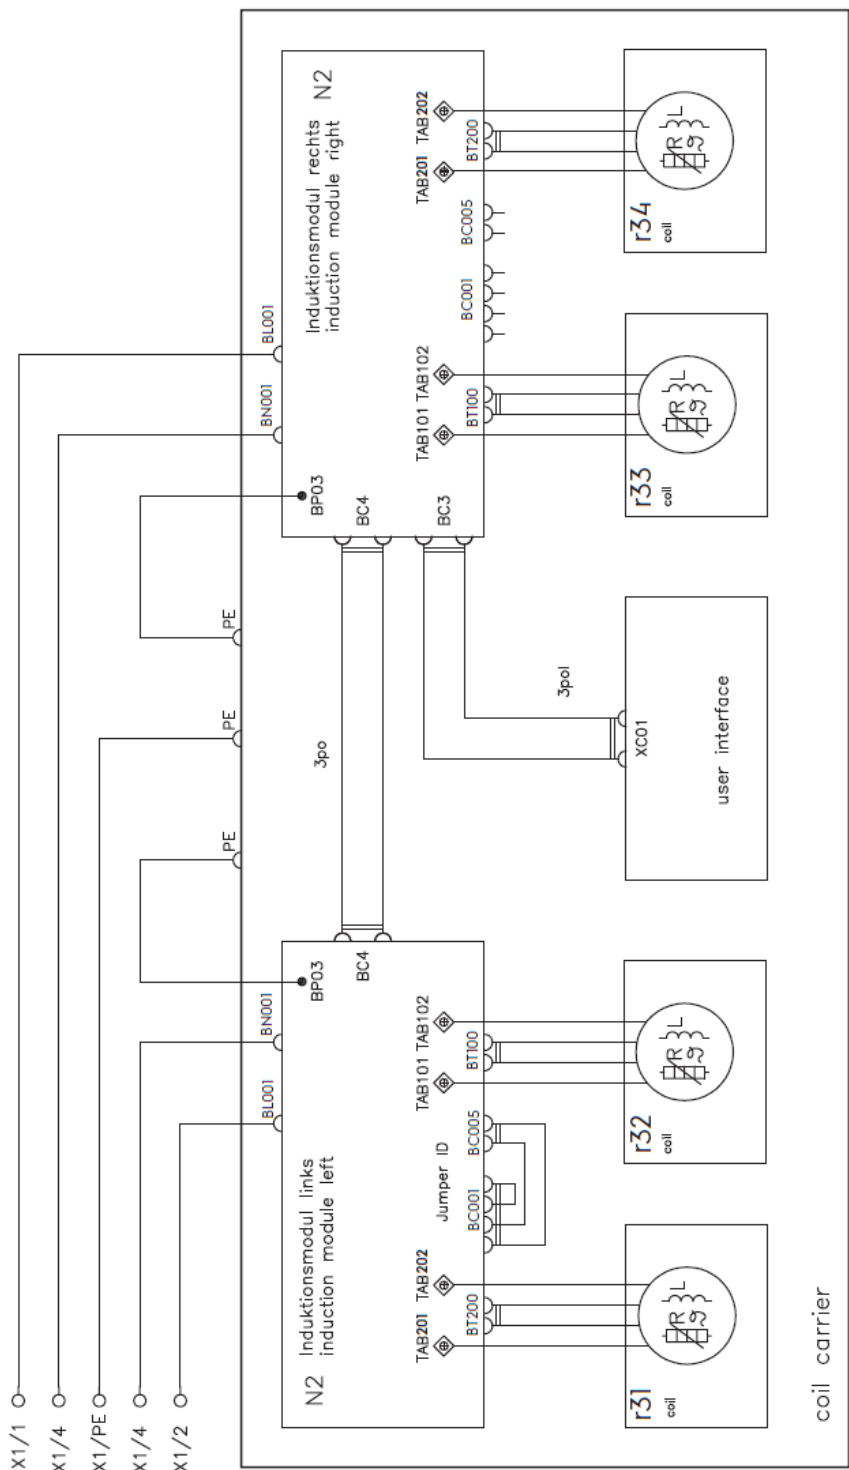 X1/1
X1/4
X1/PE
X1/4
X1/2
BL001
BN001
BP03
PE
PE
PE
BP03
BN001
BL001
Induktionsmodul rechts
induction module right
N2
BC4
BC3
TAB101
TAB102
BT100
BC001
BC005
TAB201
TAB202
BT200
3po
3pol
XC01
user interface
N2
Induktionsmodul links
induction module left
BC4
TAB201
TAB202
BT200
Jumper ID
BC001
BC005
TAB101
TAB102
BT100
r31
coil
R
L
ϑ
r32
coil
R
L
ϑ
r33
coil
R
L
ϑ
r34
coil
R
L
ϑ
coil carrier